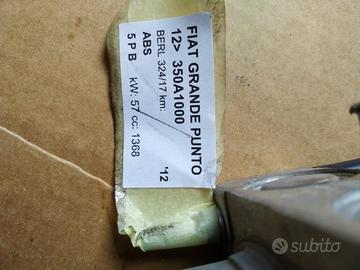 FIAT GRANDE PUNTO
12> 350A1000 '12
BERL 324/17 km:
ABS
5 P B kW: 57 cc: 1368
subito